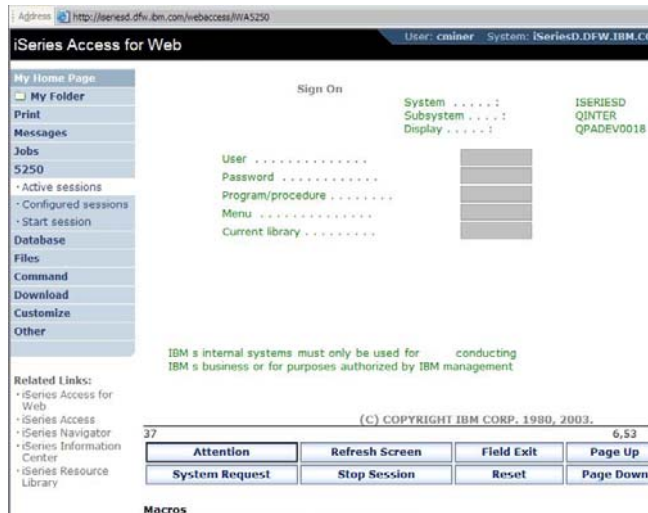 Address http://iseriesd.dfw.ibm.com/webaccess/iWA5250
iSeries Access for Web
User: cminer System: iSeriesD.DFW.IBM.CO
My Home Page
My Folder
Print
Messages
Jobs
5250
· Active sessions
· Configured sessions
· Start session
Database
Files
Command
Download
Customize
Other
Related Links:
· iSeries Access for
Web
· iSeries Access
· iSeries Navigator
· iSeries Information
Center
· iSeries Resource
Library
Sign On
System . . . . . : ISERIESD
Subsystem . . . . : QINTER
Display . . . . . : QPADEV0018
User . . . . . . . . . . . . . .
Password . . . . . . . . . . . .
Program/procedure . . . . . . . .
Menu . . . . . . . . . . . . . .
Current library . . . . . . . . .
IBM s internal systems must only be used for conducting
IBM s business or for purposes authorized by IBM management
(C) COPYRIGHT IBM CORP. 1980, 2003.
37 6,53
Attention Refresh Screen Field Exit Page Up
System Request Stop Session Reset Page Down
Macros